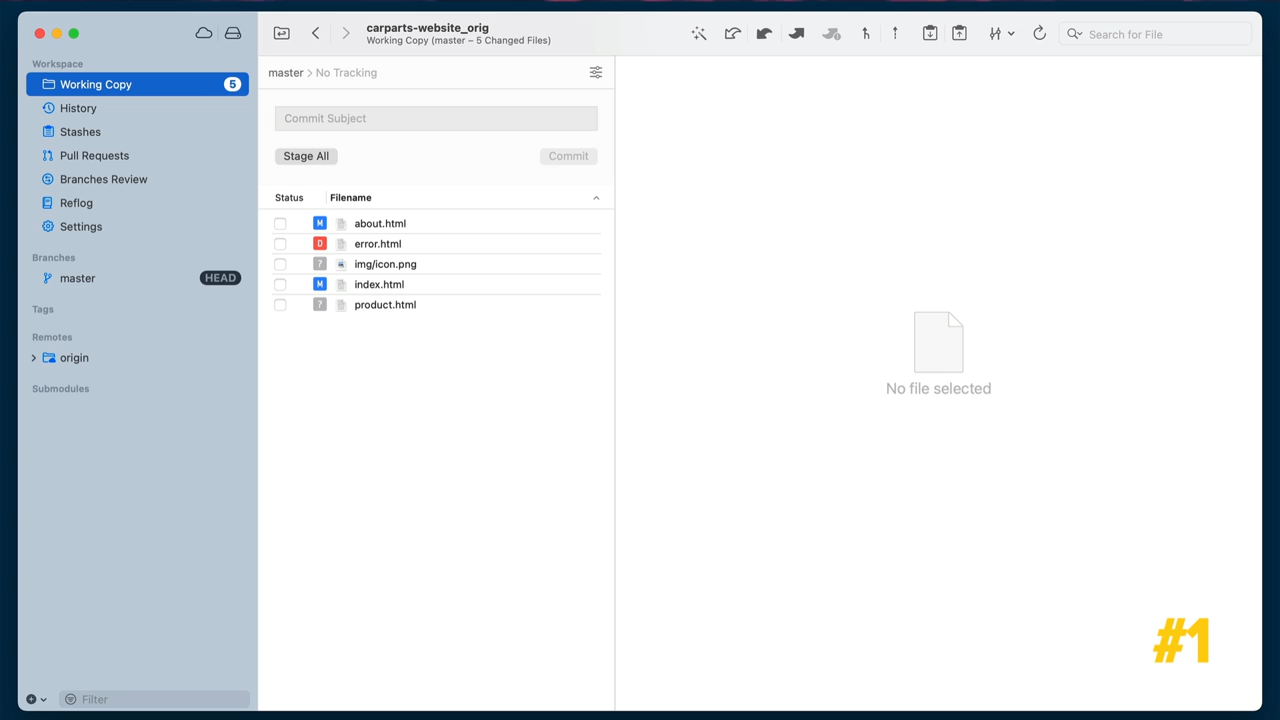 carparts-website_orig
Working Copy (master – 5 Changed Files)
Search for File
Workspace
Working Copy 5
History
Stashes
Pull Requests
Branches Review
Reflog
Settings
Branches
master HEAD
Tags
Remotes
origin
Submodules
Filter
master > No Tracking
Commit Subject
Stage All Commit
Status Filename
M about.html
D error.html
? img/icon.png
M index.html
? product.html
No file selected
#1